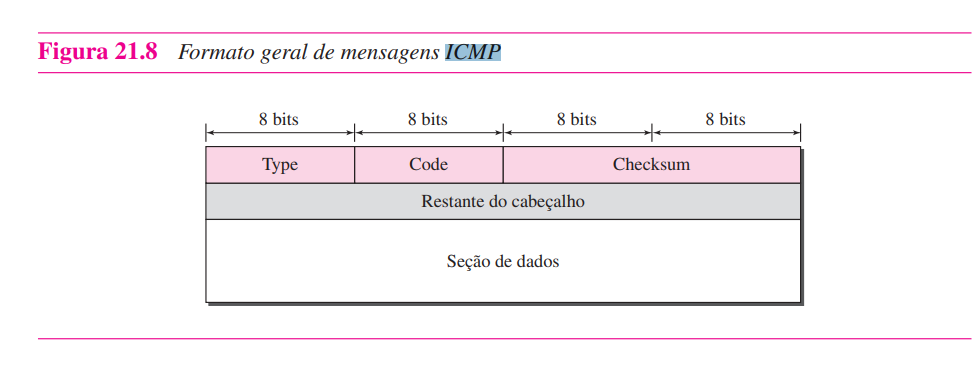 Figura 21.8 Formato geral de mensagens ICMP
8 bits 8 bits 8 bits 8 bits
Type Code Checksum
Restante do cabeçalho
Seção de dados